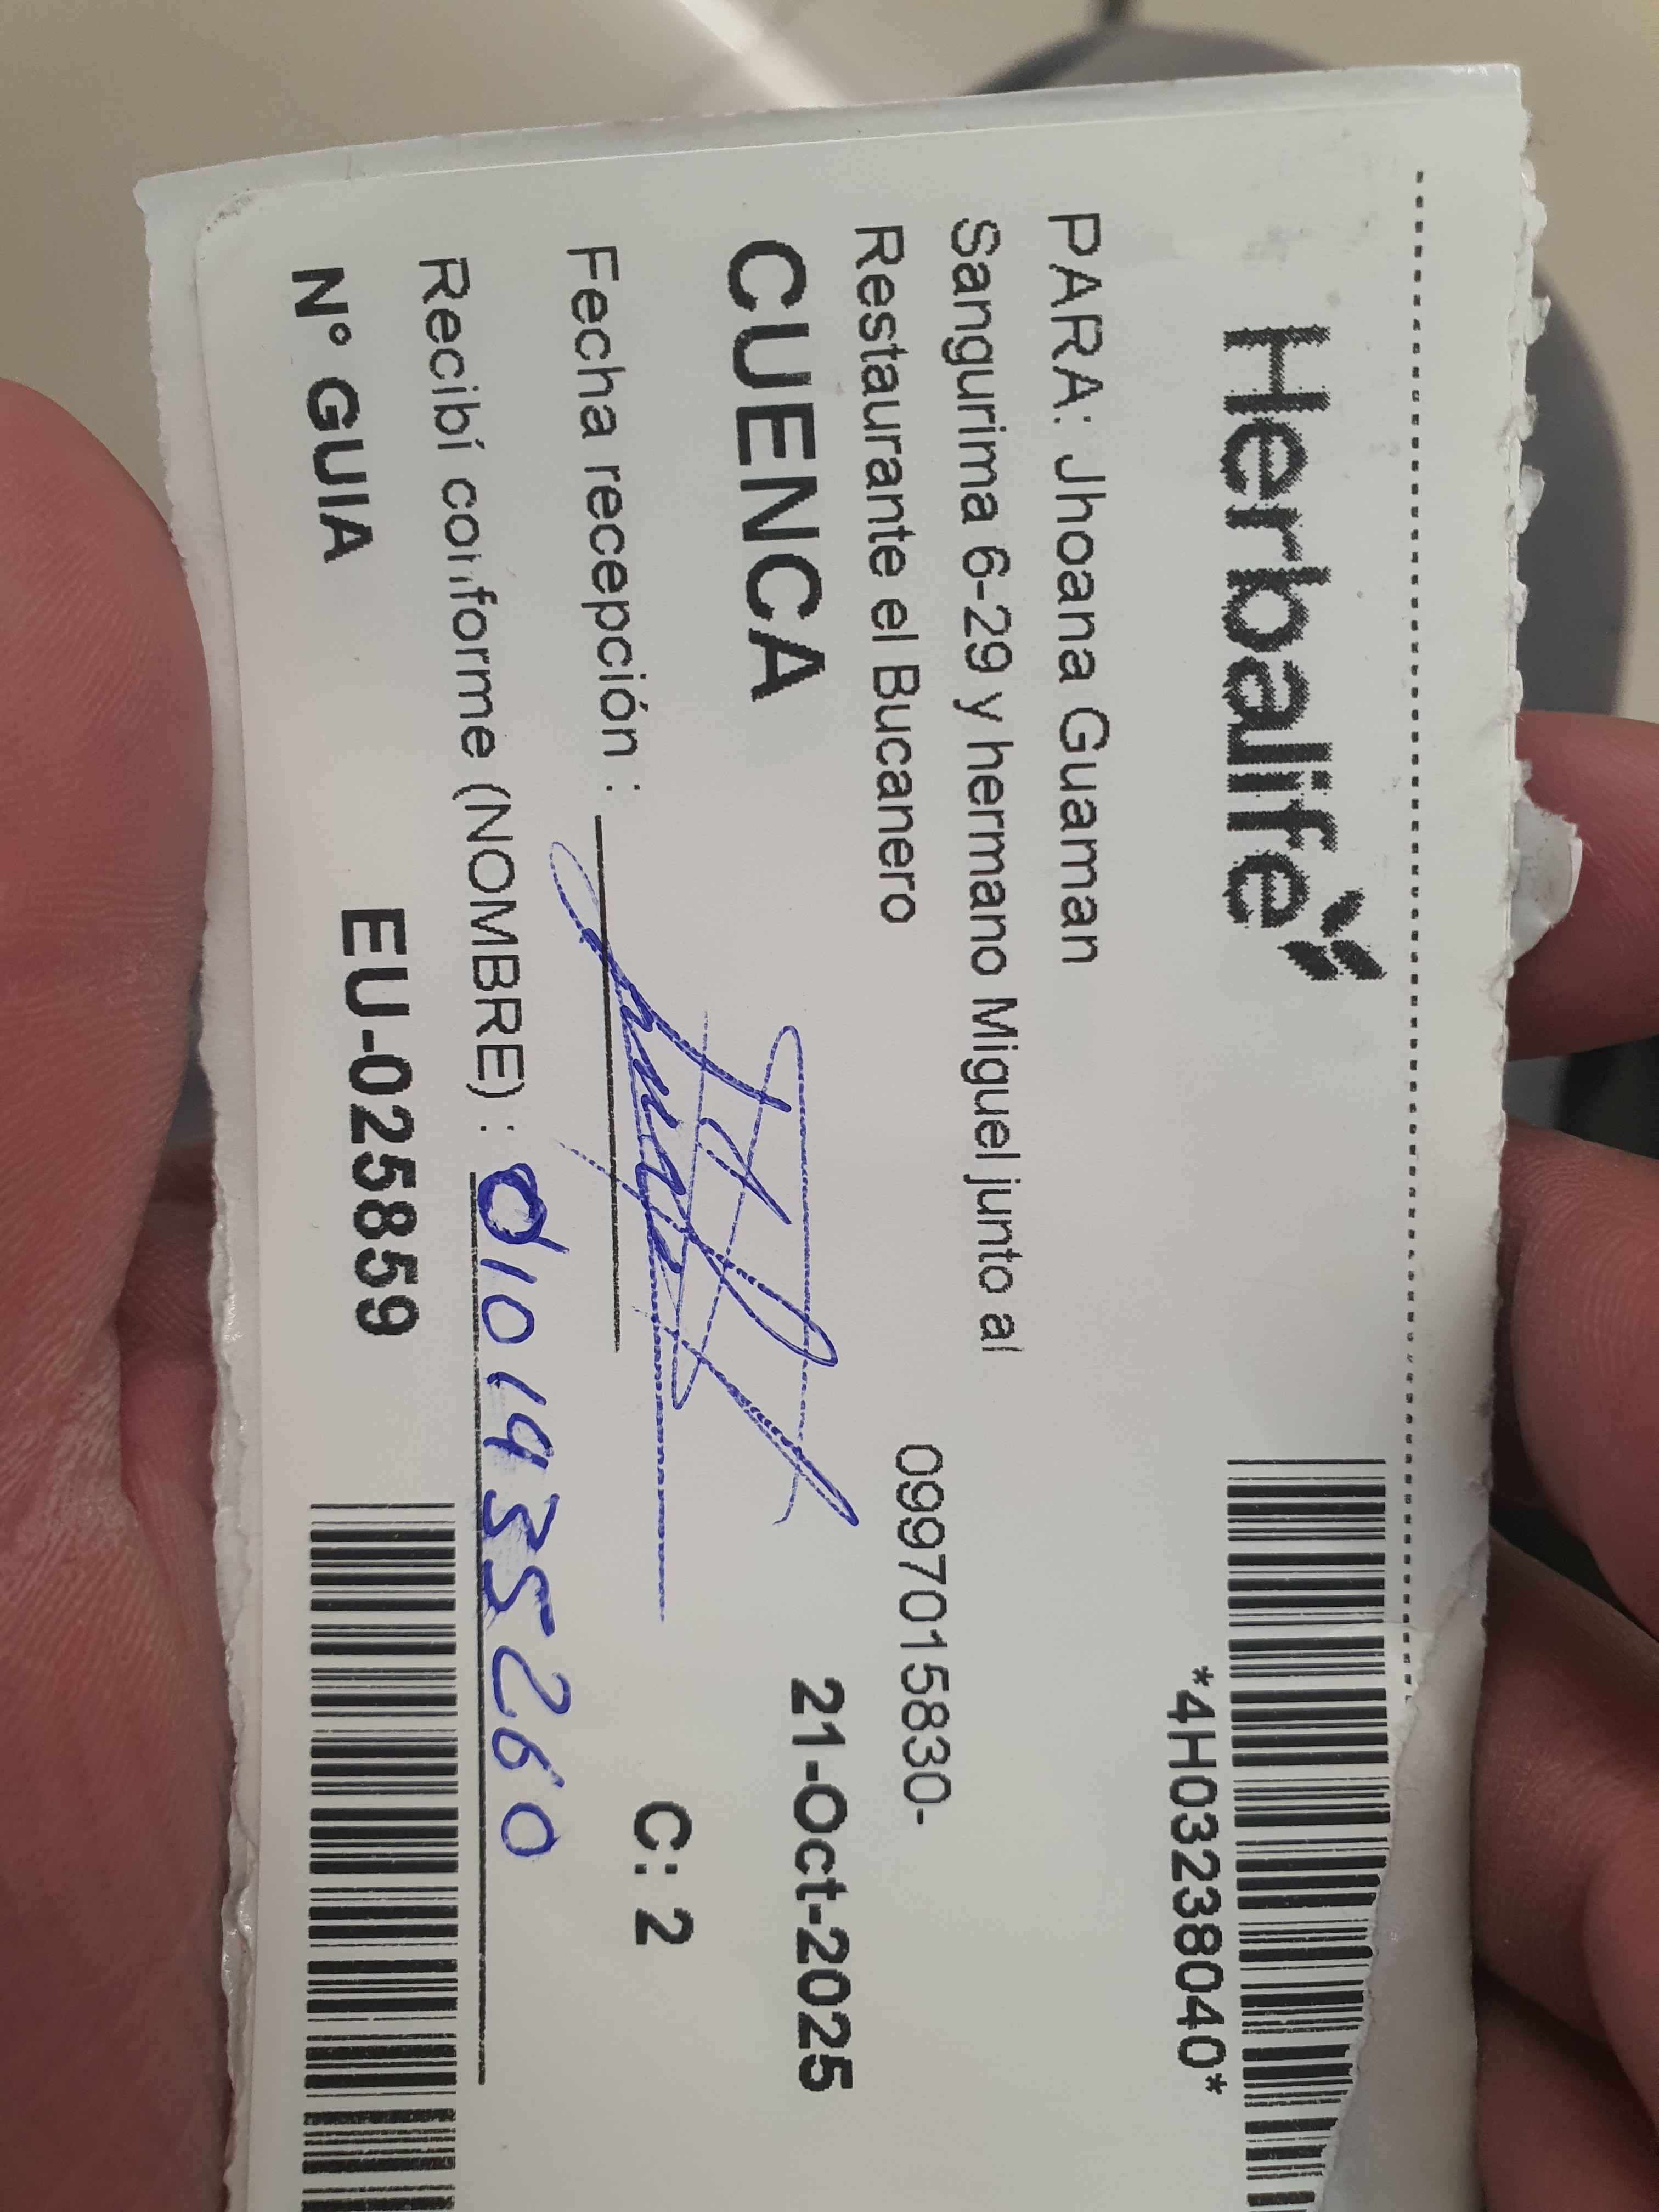 Herbalife
*4H03238040*
PARA: Jhoana Guaman
Sangurima 6-29 y hermano Miguel junto al
Restaurante el Bucanero
0997015830-
CUENCA
21-Oct-2025
Fecha recepción :
C: 2
Recibí conforme (NOMBRE) : 0101935260
N° GUIA EU-025859